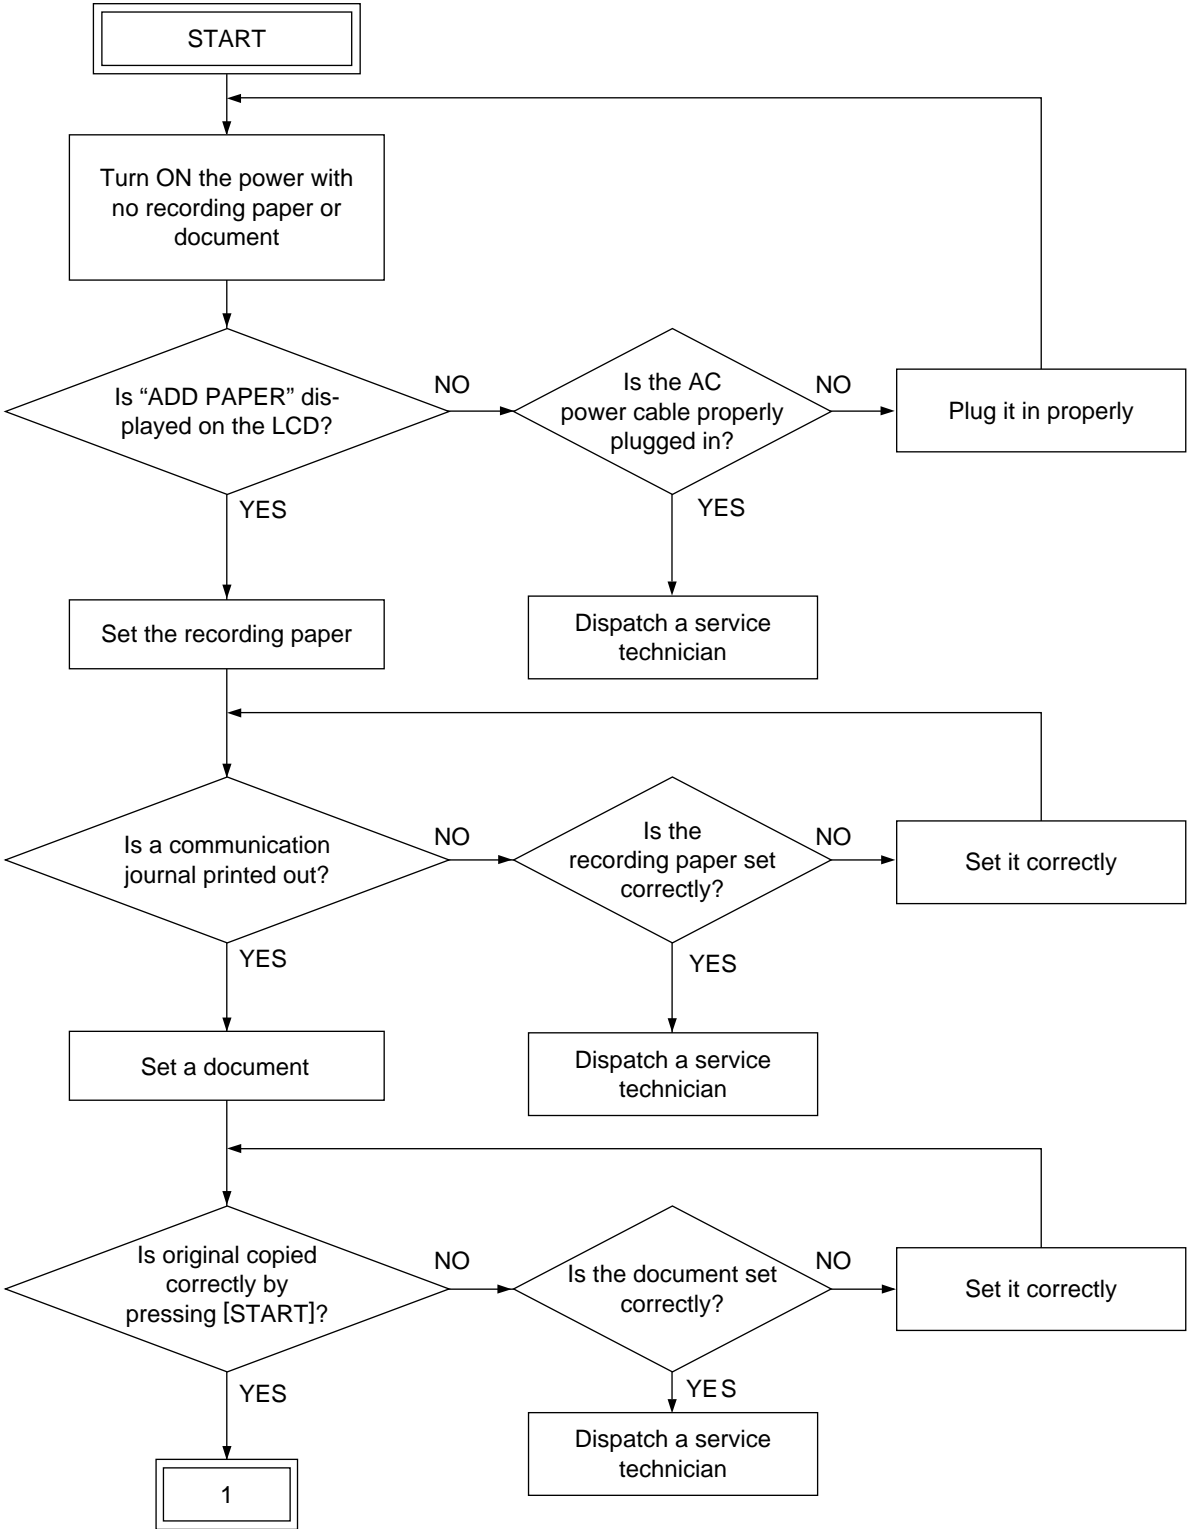 START
Turn ON the power with
no recording paper or
document
Is “ADD PAPER” dis-
played on the LCD?
NO
Is the AC
power cable properly
plugged in?
NO
Plug it in properly
YES
YES
Set the recording paper
Dispatch a service
technician
Is a communication
journal printed out?
NO
Is the
recording paper set
correctly?
NO
Set it correctly
YES
YES
Set a document
Dispatch a service
technician
Is original copied
correctly by
pressing [START]?
NO
Is the document set
correctly?
NO
Set it correctly
YES
YES
Dispatch a service
technician
1